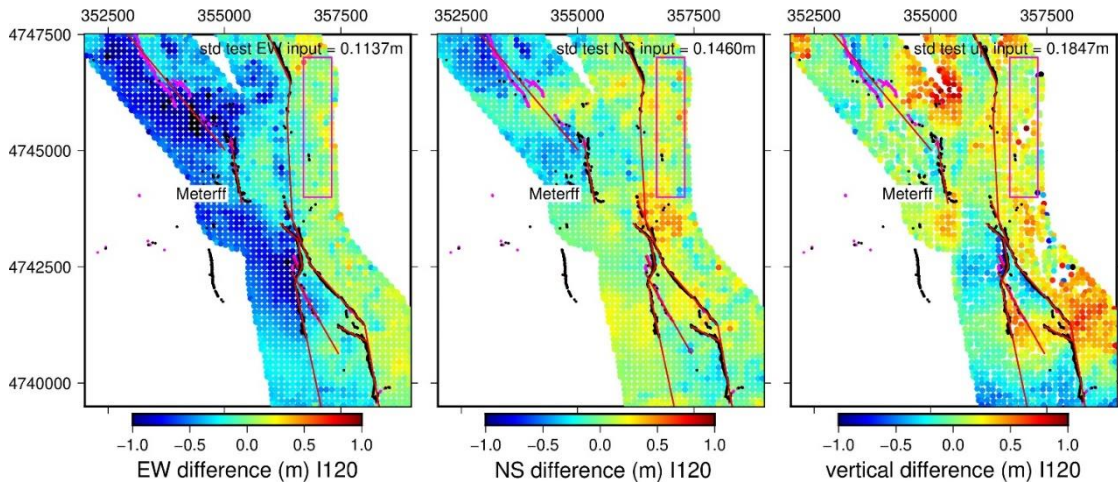 352500 355000 357500 352500 355000 357500 352500 355000 357500
4747500
4745000
4742500
4740000
std test EW input = 0.1137m
Meterff
−1.0 −0.5 0.0 0.5 1.0
EW difference (m) I120
std test NS input = 0.1460m
Meterff
−1.0 −0.5 0.0 0.5 1.0
NS difference (m) I120
std test up input = 0.1847m
Meterff
−1.0 −0.5 0.0 0.5 1.0
vertical difference (m) I120